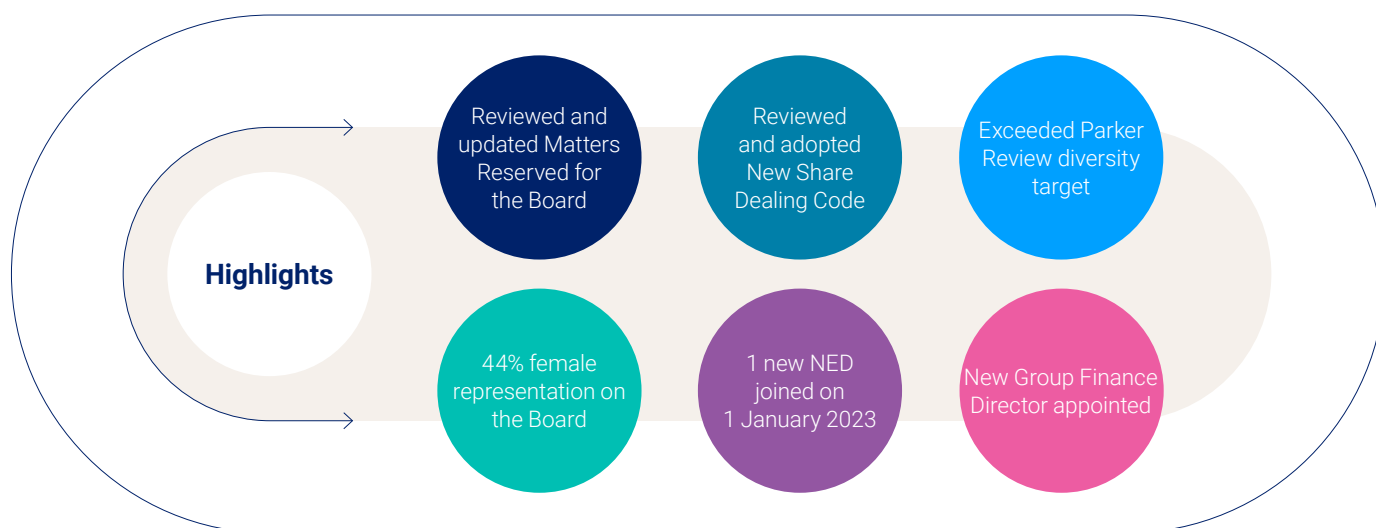 Highlights
Reviewed and
updated Matters
Reserved for
the Board
Reviewed
and adopted
New Share
Dealing Code
Exceeded Parker
Review diversity
target
44% female
representation on
the Board
1 new NED
joined on
1 January 2023
New Group Finance
Director appointed